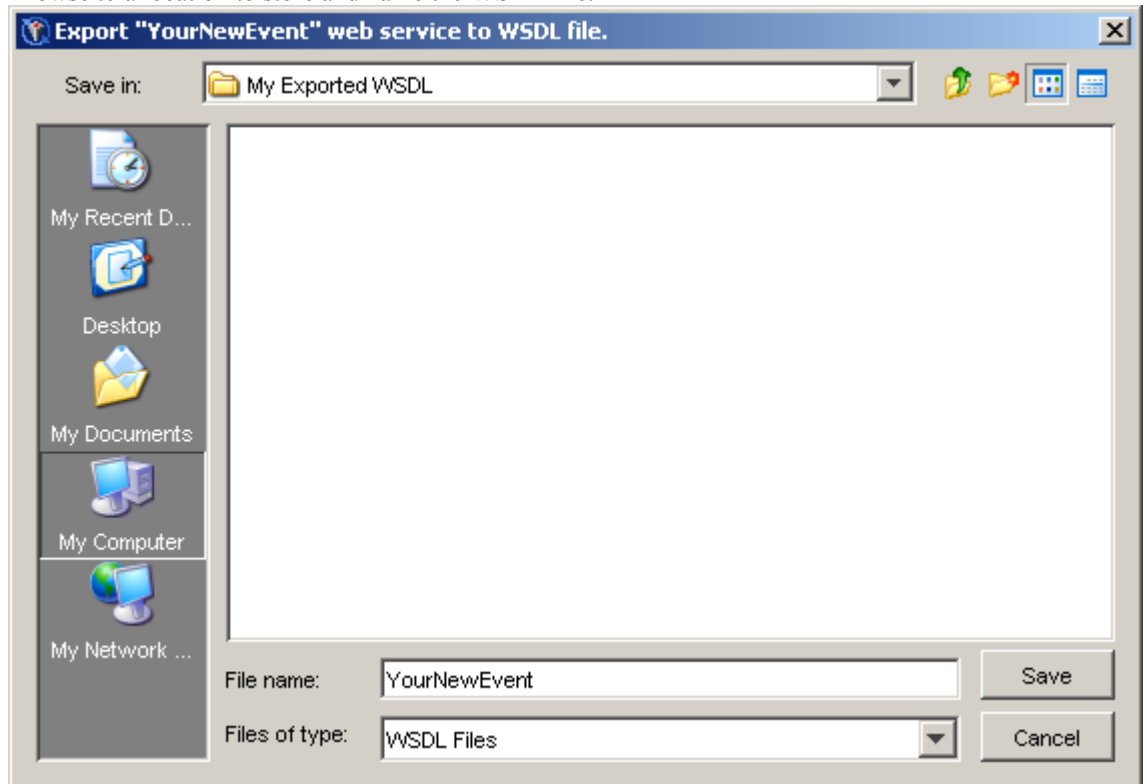 Export "YourNewEvent" web service to WSDL file.
Save in:
My Exported WSDL
My Recent D...
Desktop
My Documents
My Computer
My Network ...
File name:
YourNewEvent
Save
Files of type:
WSDL Files
Cancel